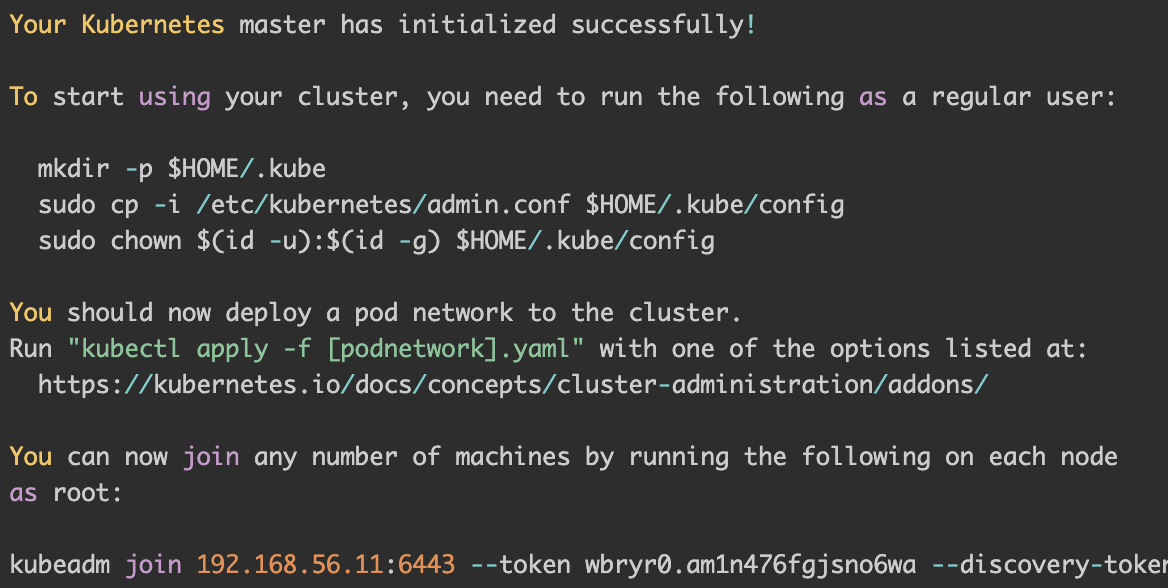 Your Kubernetes master has initialized successfully!
To start using your cluster, you need to run the following as a regular user:
mkdir -p $HOME/.kube
sudo cp -i /etc/kubernetes/admin.conf $HOME/.kube/config
sudo chown $(id -u):$(id -g) $HOME/.kube/config
You should now deploy a pod network to the cluster.
Run "kubectl apply -f [podnetwork].yaml" with one of the options listed at:
https://kubernetes.io/docs/concepts/cluster-administration/addons/
You can now join any number of machines by running the following on each node
as root:
kubeadm join 192.168.56.11:6443 --token wbryr0.am1n476fgjsno6wa --discovery-token